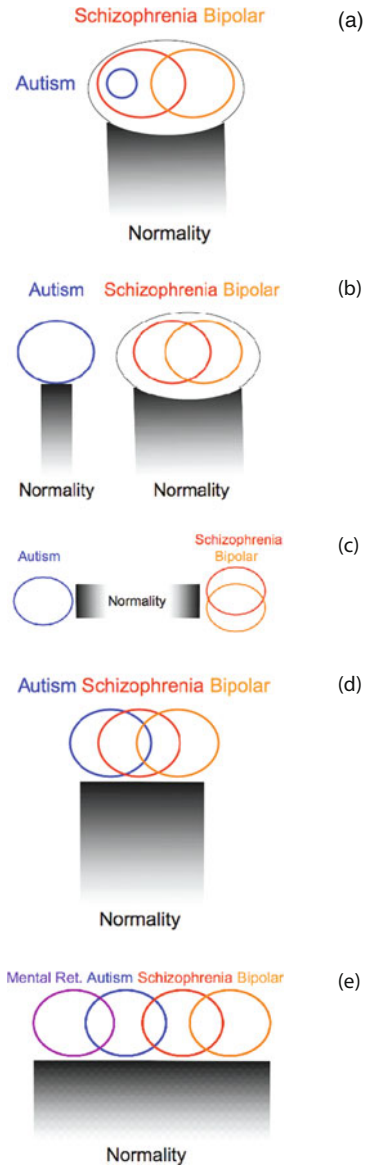 Schizophrenia Bipolar (a)
Autism
Normality
Autism Schizophrenia Bipolar (b)
Normality Normality
(c)
Schizophrenia
Autism Bipolar
Normality
Autism Schizophrenia Bipolar (d)
Normality
Mental Ret. Autism Schizophrenia Bipolar (e)
Normality